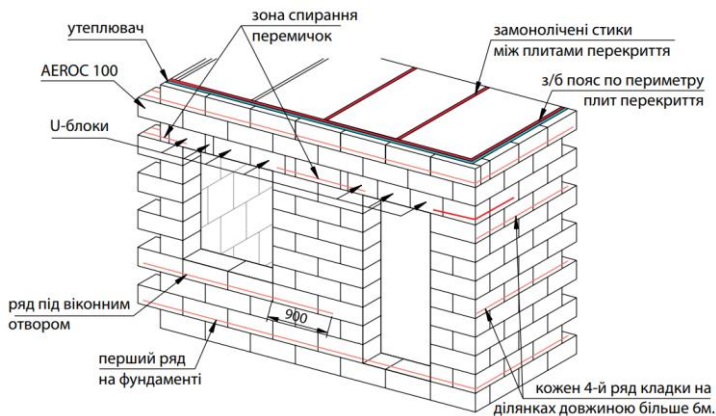 зона спирання
перемичок
утеплювач
замонолічені стики
між плитами перекриття
AEROC 100
з/б пояс по периметру
плит перекриття
U-блоки
ряд під віконним
отвором
900
перший ряд
на фундаменті
кожен 4-й ряд кладки на
ділянках довжиною більше 6м.